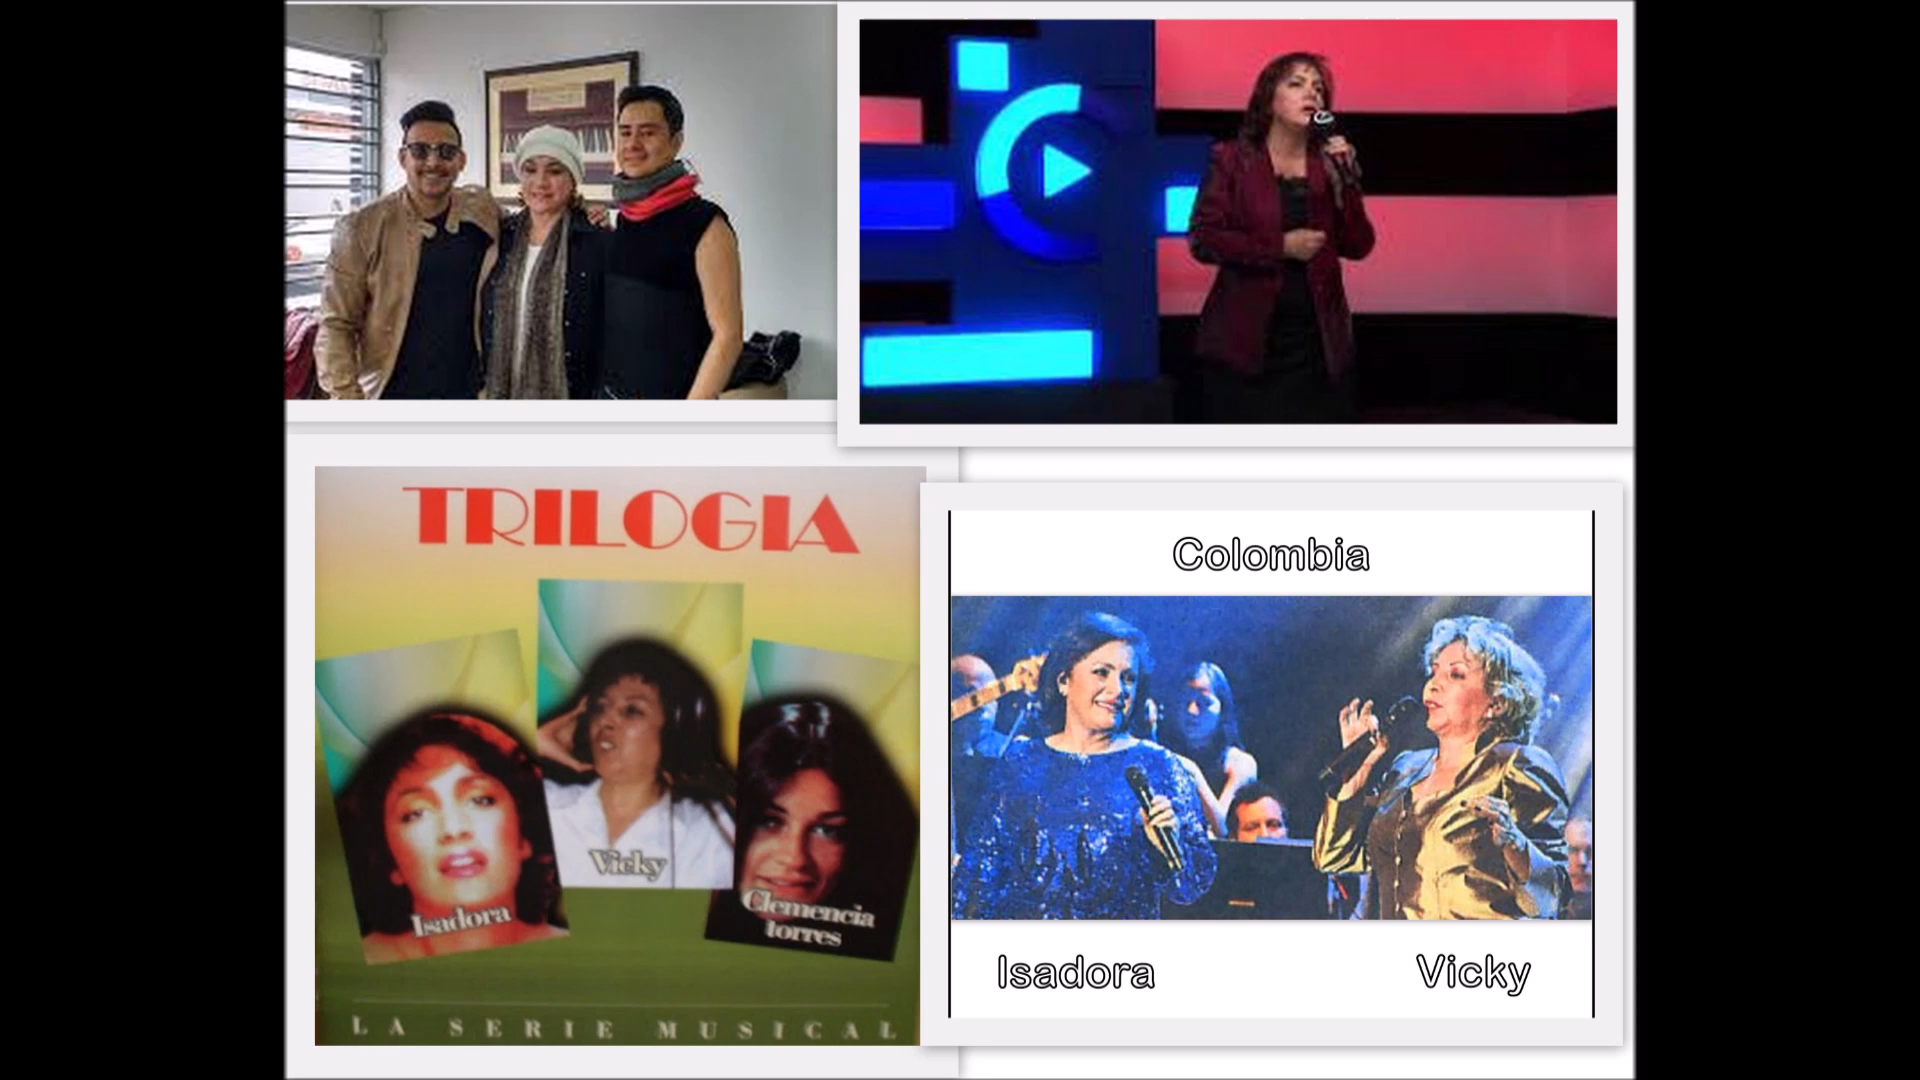 TRILOGIA
Isadora
Vicky
Clemencia
torres
LA SERIE MUSICAL
Colombia
Isadora
Vicky